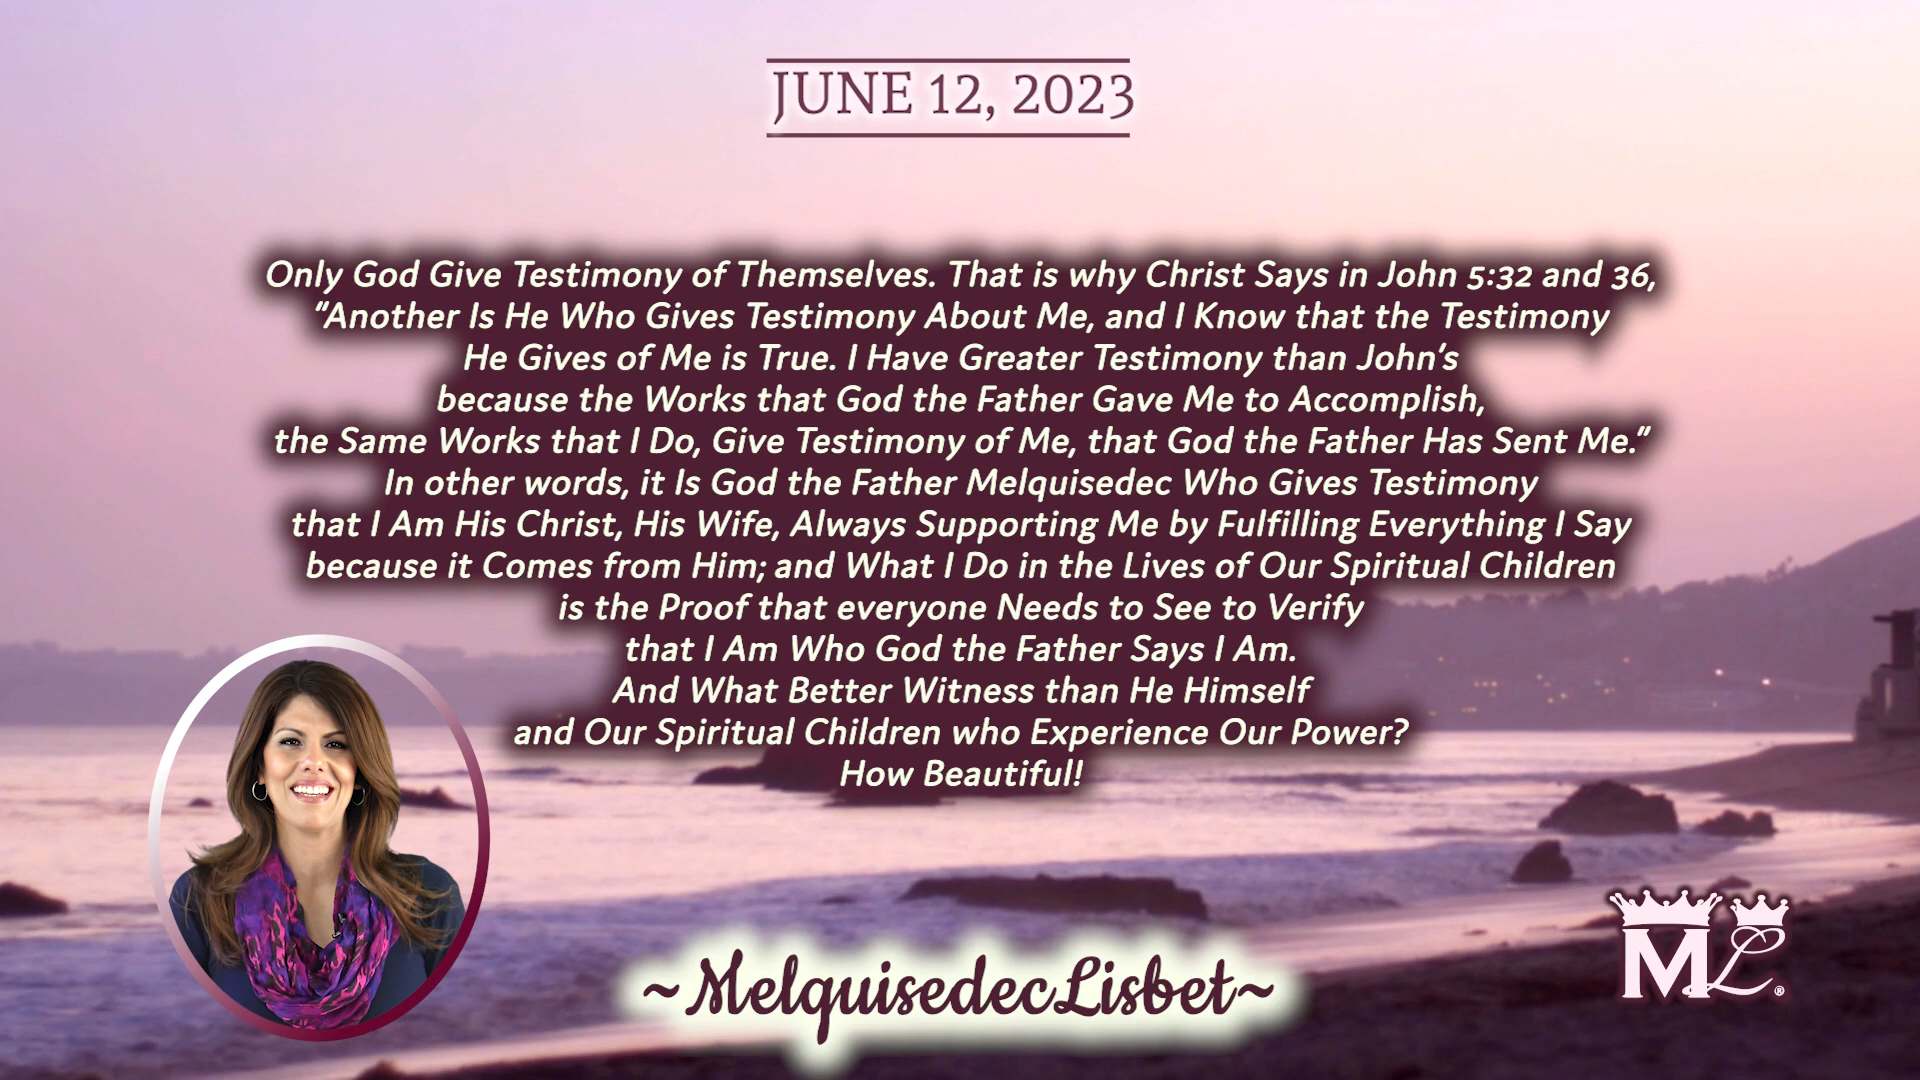 JUNE 12, 2023
Only God Give Testimony of Themselves. That is why Christ Says in John 5:32 and 36,
“Another Is He Who Gives Testimony About Me, and I Know that the Testimony
He Gives of Me is True. I Have Greater Testimony than John’s
because the Works that God the Father Gave Me to Accomplish,
the Same Works that I Do, Give Testimony of Me, that God the Father Has Sent Me.”
In other words, it Is God the Father Melquisedec Who Gives Testimony
that I Am His Christ, His Wife, Always Supporting Me by Fulfilling Everything I Say
because it Comes from Him; and What I Do in the Lives of Our Spiritual Children
is the Proof that everyone Needs to See to Verify
that I Am Who God the Father Says I Am.
And What Better Witness than He Himself
and Our Spiritual Children who Experience Our Power?
How Beautiful!
~MelquisedecLisbet~
ML®